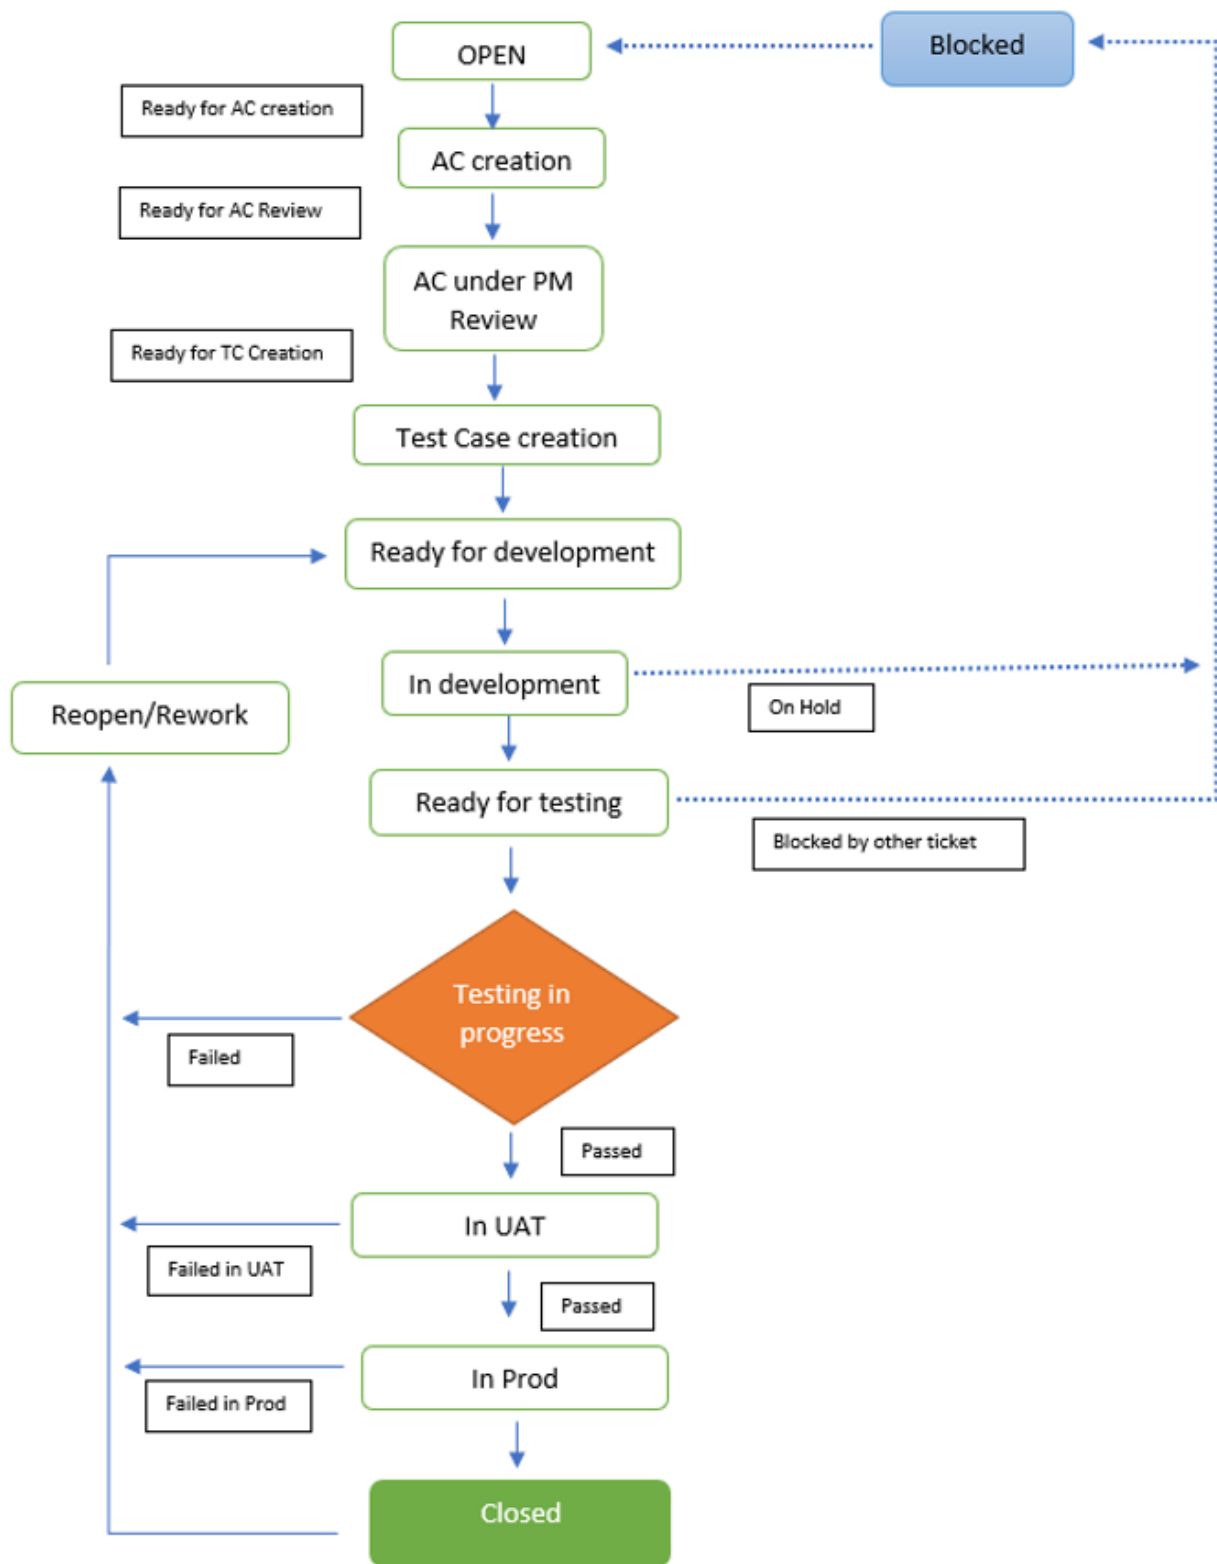 OPEN
Blocked
Ready for AC creation
AC creation
Ready for AC Review
AC under PM
Review
Ready for TC Creation
Test Case creation
Ready for development
In development
Reopen/Rework
On Hold
Ready for testing
Blocked by other ticket
Testing in
progress
Failed
Passed
In UAT
Failed in UAT
Passed
In Prod
Failed in Prod
Closed